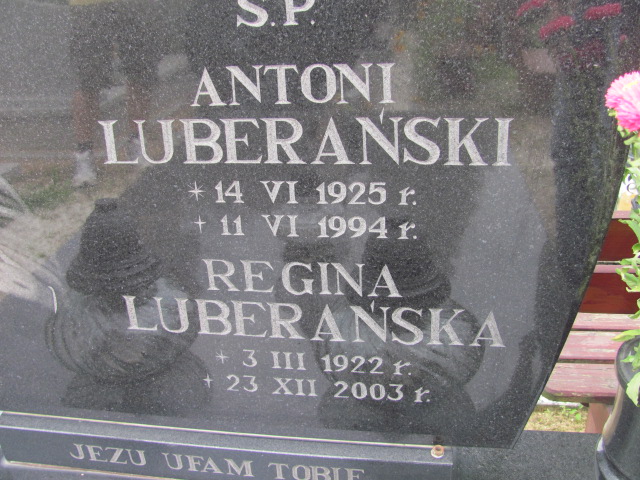 Ś.P.
ANTONI
LUBERAŃSKI
* 14 VI 1925 r.
+ 11 VI 1994 r.
REGINA
LUBERAŃSKA
* 3 III 1922 r.
+ 23 XII 2003 r.
JEZU UFAM TOBIE